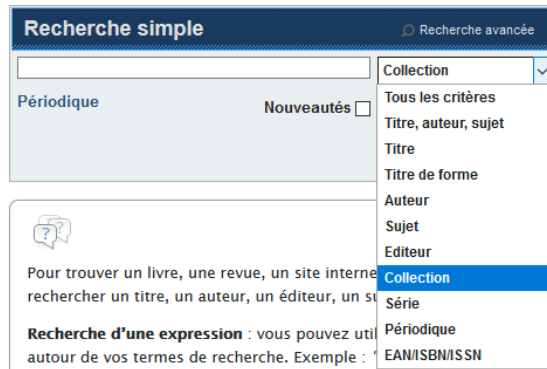 Recherche simple
Recherche avancée
Collection
Périodique
Nouveautés
Tous les critères
Titre, auteur, sujet
Titre
Titre de forme
Auteur
Sujet
Editeur
Collection
Série
Périodique
EAN/ISBN/ISSN
Pour trouver un livre, une revue, un site interne
rechercher un titre, un auteur, un éditeur, un
Recherche d'une expression : vous pouvez
autour de vos termes de recherche. Exemple :